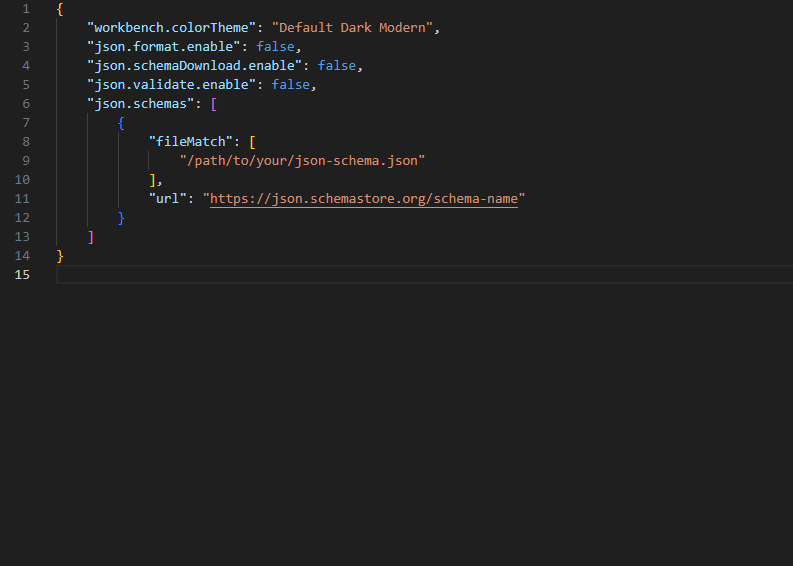 1 {
2 "workbench.colorTheme": "Default Dark Modern",
3 "json.format.enable": false,
4 "json.schemaDownload.enable": false,
5 "json.validate.enable": false,
6 "json.schemas": [
7 {
8 "fileMatch": [
9 "/path/to/your/json-schema.json"
10 ],
11 "url": "https://json.schemastore.org/schema-name"
12 }
13 ]
14 }
15